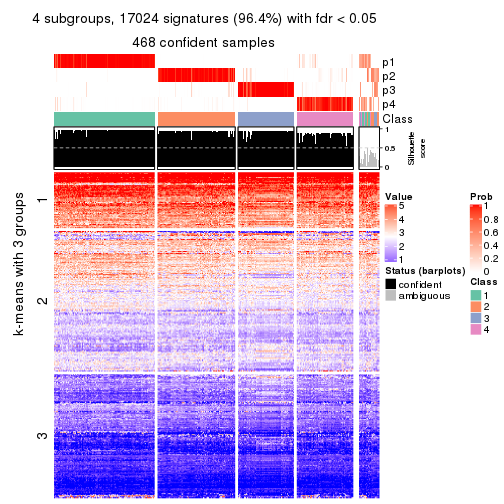 4 subgroups, 17024 signatures (96.4%) with fdr < 0.05
468 confident samples
p1
p2
p3
p4
Class
1
0.5
0
Silhouette
score
k-means with 3 groups
1
2
3
Value
5
4
3
2
1
Status (barplots)
confident
ambiguous
Prob
1
0.8
0.6
0.4
0.2
0
Class
1
2
3
4